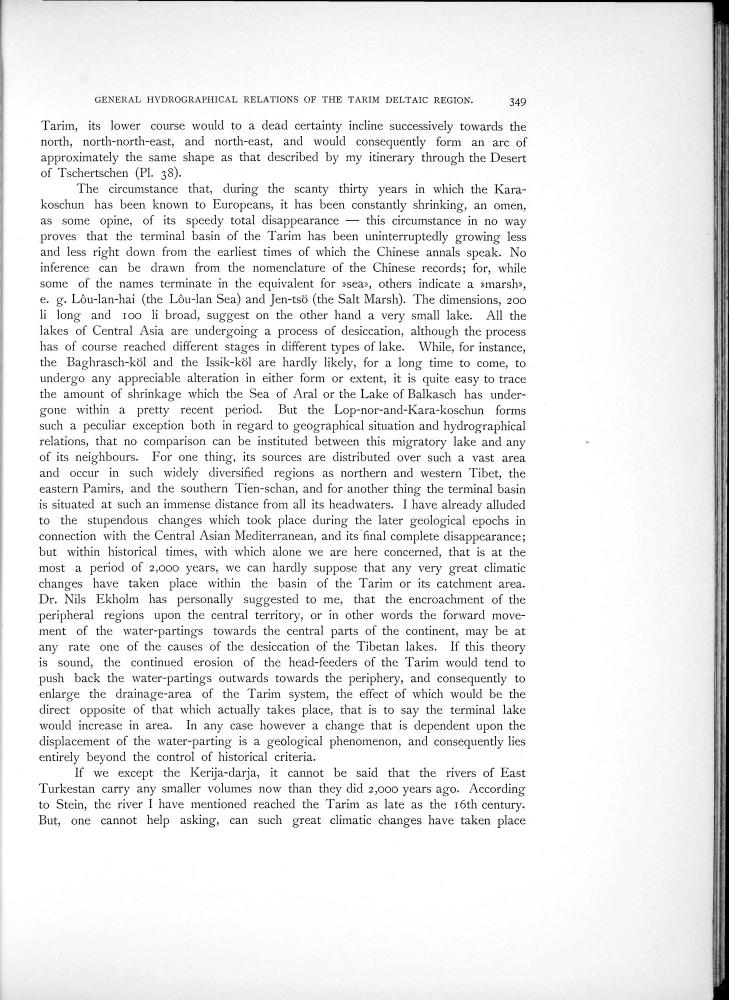 GENERAL HYDROGRAPHICAL RELATIONS OF THE TARIM DELTAIC REGION. 349
Tarim, its lower course would to a dead certainty incline successively towards the
north, north-north-east, and north-east, and would consequently form an arc of
approximately the same shape as that described by my itinerary through the Desert
of Tschertschen (Pl. 38).
The circumstance that, during the scanty thirty years in which the Kara-
koschun has been known to Europeans, it has been constantly shrinking, an omen,
as some opine, of its speedy total disappearance — this circumstance in no way
proves that the terminal basin of the Tarim has been uninterruptedly growing less
and less right down from the earliest times of which the Chinese annals speak. No
inference can be drawn from the nomenclature of the Chinese records; for, while
some of the names terminate in the equivalent for »sea», others indicate a »marsh»,
e. g. Lôu-lan-hai (the Lôu-lan Sea) and Jen-tsö (the Salt Marsh). The dimensions, 200
li long and 100 li broad, suggest on the other hand a very small lake. All the
lakes of Central Asia are undergoing a process of desiccation, although the process
has of course reached different stages in different types of lake. While, for instance,
the Baghrasch-köl and the Issik-köl are hardly likely, for a long time to come, to
undergo any appreciable alteration in either form or extent, it is quite easy to trace
the amount of shrinkage which the Sea of Aral or the Lake of Balkasch has under-
gone within a pretty recent period. But the Lop-nor-and-Kara-koschun forms
such a peculiar exception both in regard to geographical situation and hydrographical
relations, that no comparison can be instituted between this migratory lake and any
of its neighbours. For one thing, its sources are distributed over such a vast area
and occur in such widely diversified regions as northern and western Tibet, the
eastern Pamirs, and the southern Tien-schan, and for another thing the terminal basin
is situated at such an immense distance from all its headwaters. I have already alluded
to the stupendous changes which took place during the later geological epochs in
connection with the Central Asian Mediterranean, and its final complete disappearance;
but within historical times, with which alone we are here concerned, that is at the
most a period of 2,000 years, we can hardly suppose that any very great climatic
changes have taken place within the basin of the Tarim or its catchment area.
Dr. Nils Ekholm has personally suggested to me, that the encroachment of the
peripheral regions upon the central territory, or in other words the forward move-
ment of the water-partings towards the central parts of the continent, may be at
any rate one of the causes of the desiccation of the Tibetan lakes. If this theory
is sound, the continued erosion of the head-feeders of the Tarim would tend to
push back the water-partings outwards towards the periphery, and consequently to
enlarge the drainage-area of the Tarim system, the effect of which would be the
direct opposite of that which actually takes place, that is to say the terminal lake
would increase in area. In any case however a change that is dependent upon the
displacement of the water-parting is a geological phenomenon, and consequently lies
entirely beyond the control of historical criteria.
If we except the Kerija-darja, it cannot be said that the rivers of East
Turkestan carry any smaller volumes now than they did 2,000 years ago. According
to Stein, the river I have mentioned reached the Tarim as late as the 16th century.
But, one cannot help asking, can such great climatic changes have taken place